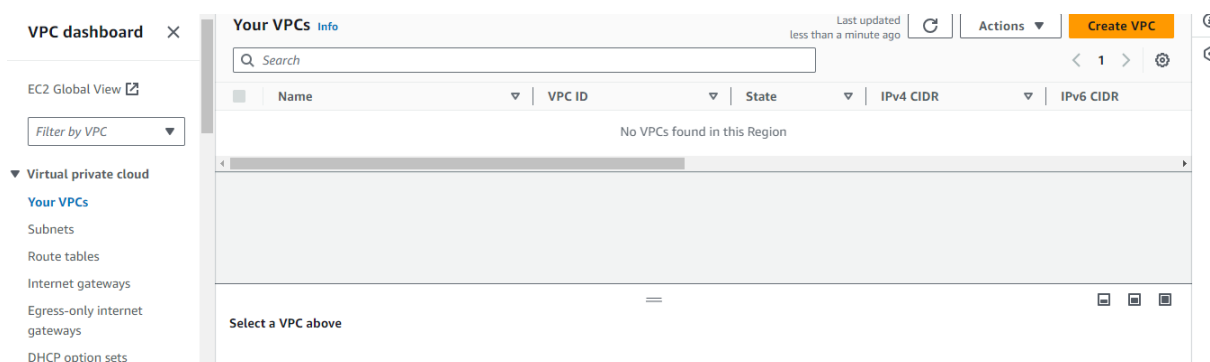 VPC dashboard
EC2 Global View
Filter by VPC
Virtual private cloud
Your VPCs
Subnets
Route tables
Internet gateways
Egress-only internet
gateways
DHCP option sets
Your VPCs Info
Last updated
less than a minute ago
Actions
Create VPC
Search
1
Name
VPC ID
State
IPv4 CIDR
IPv6 CIDR
No VPCs found in this Region
Select a VPC above